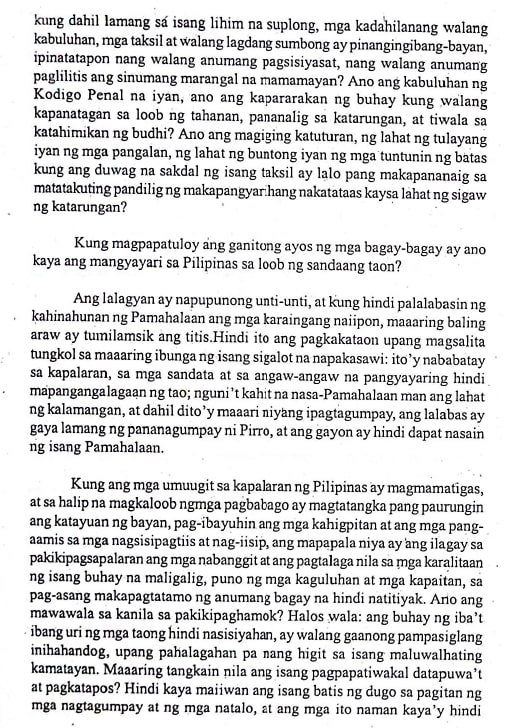 kung dahil lamang sá isang lihim na suplong, mga kadahilanang walang
kabuluhan, mga taksil at walang lagdang sumbong ay pinangingibang-bayan,
ipinatatapon nang walang anumang pagsisiyasat, nang walang anumang
paglilitis ang sinumang marangal na mamamayan? Ano ang kabuluhan ng
Kodigo Penal na iyan, ano ang kapararakan ng buhay kung walang
kapanatagan sa loob ng tahanan, pananalig sa katarungan, at tiwala sa
katahimikan ng budhi? Ano ang magiging katuturan, ng lahat ng tulayang
iyan ng mga pangalan, ng lahat ng buntong iyan ng mga tuntunin ng batas
kung ang duwag na sakdal ng isang taksil ay lalo pang makapananaig sa
matatakuting pandilig ng makapangyarihang nakatataas kaysa lahat ng sigaw
ng katarungan?
Kung magpapatuloy ang ganitong ayos ng mga bagay-bagay ay ano
kaya ang mangyayari sa Pilipinas sa loob ng sandaang taon?
Ang lalagyan ay napupunong unti-unti, at kung hindi palalabasin ng
kahinahunan ng Pamahalaan ang mga karaingang naiipon, maaaring baling
araw ay tumilamsik ang titis.Hindi ito ang pagkakataon upang magsalita
tungkol sa maaaring ibunga ng isang sigalot na napakasawi: ito'y nababatay
sa kapalaran, sa mga sandata at sa angaw-angaw na pangyayaring hindi
mapangangalagaan ng tao; nguni't kahit na nasa-Pamahalaan man ang lahat
ng kalamangan, at dahil dito'y maaari niyang ipagtagumpay, ang lalabas ay
gaya lamang ng pananagumpay ni Pirro, at ang gayon ay hindi dapat nasain
ng isang Pamahalaan.
Kung ang mga umuugit sa kapalaran ng Pilipinas ay magmamatigas,
at sa halip na magkaloob ngmga pagbabago ay magtatangka pang paurungin
ang katayuan ng bayan, pag-ibayuhin ang mga kahigpitan at ang mga pang-
aamis sa mga nagsisipagtiis at nag-iisip, ang mapapala niya ay ang ilagay sa
pakikipagsapalaran ang mga nabanggit at ang pagtalaga nila sa mga karalitaan
ng isang buhay na maligalig, puno ng mga kaguluhan at mga kapaitan, sa
pag-asang makapagtatamo ng anumang bagay na hindi natitiyak. Ano ang
mawawala sa kanila sa pakikipaghamok? Halos wala: ang buhay ng iba't
ibang uri ng mga taong hindi nasisiyahan, ay walang gaanong pampasiglang
inihahandog, upang pahalagahan pa nang higit sa isang maluwalhating
kamatayan. Maaaring tangkain nila ang isang pagpapatiwakal datapuwa't
at pagkatapos? Hindi kaya maiiwan ang isang batis ng dugo sa pagitan ng
mga nagtagumpay at ng mga natalo, at ang mga ito naman kaya'y hindi